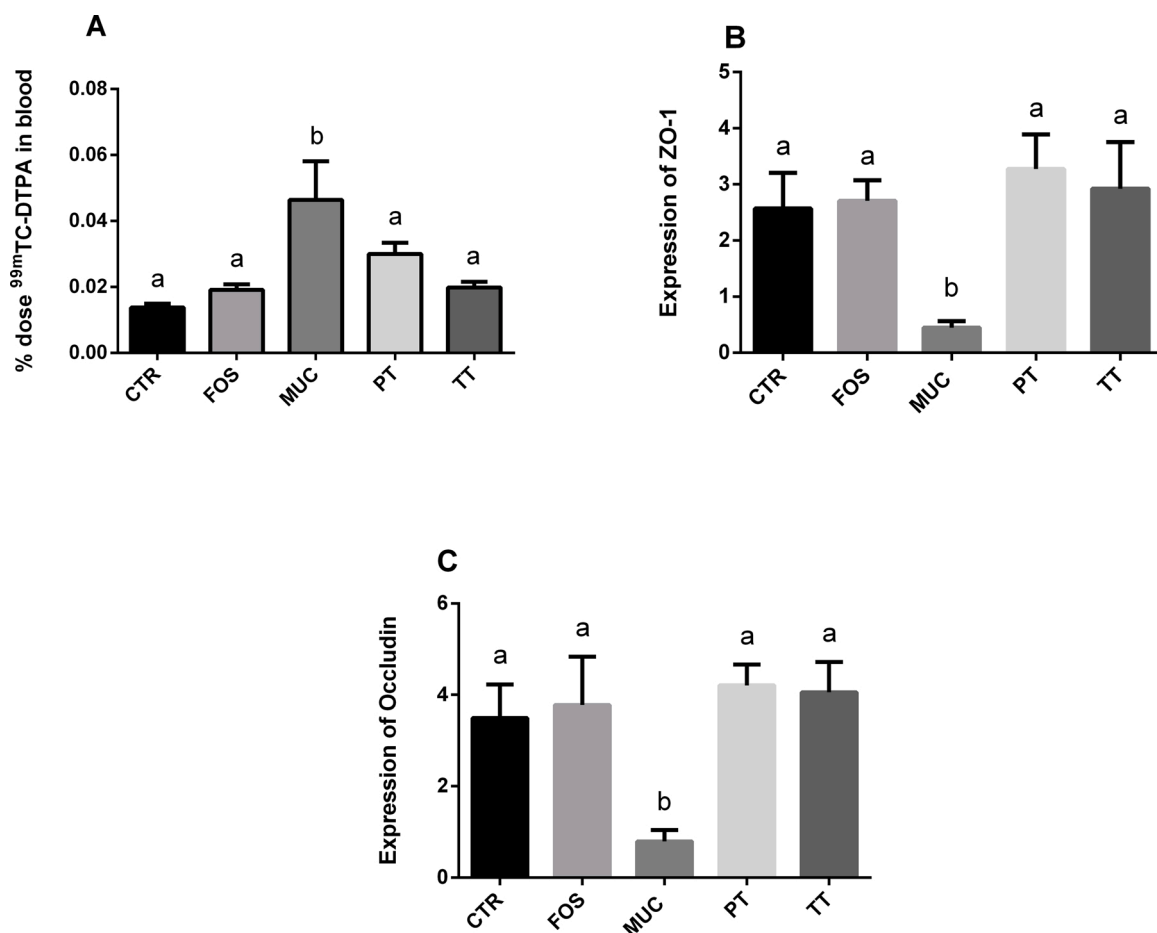 A
% dose ⁹⁹ᵐTC-DTPA in blood
0.08
0.06
0.04
0.02
0.00
a
a
b
a
a
CTR
FOS
MUC
PT
TT
B
Expression of ZO-1
5
4
3
2
1
0
a
a
b
a
a
CTR
FOS
MUC
PT
TT
C
Expression of Occludin
6
4
2
0
a
a
b
a
a
CTR
FOS
MUC
PT
TT